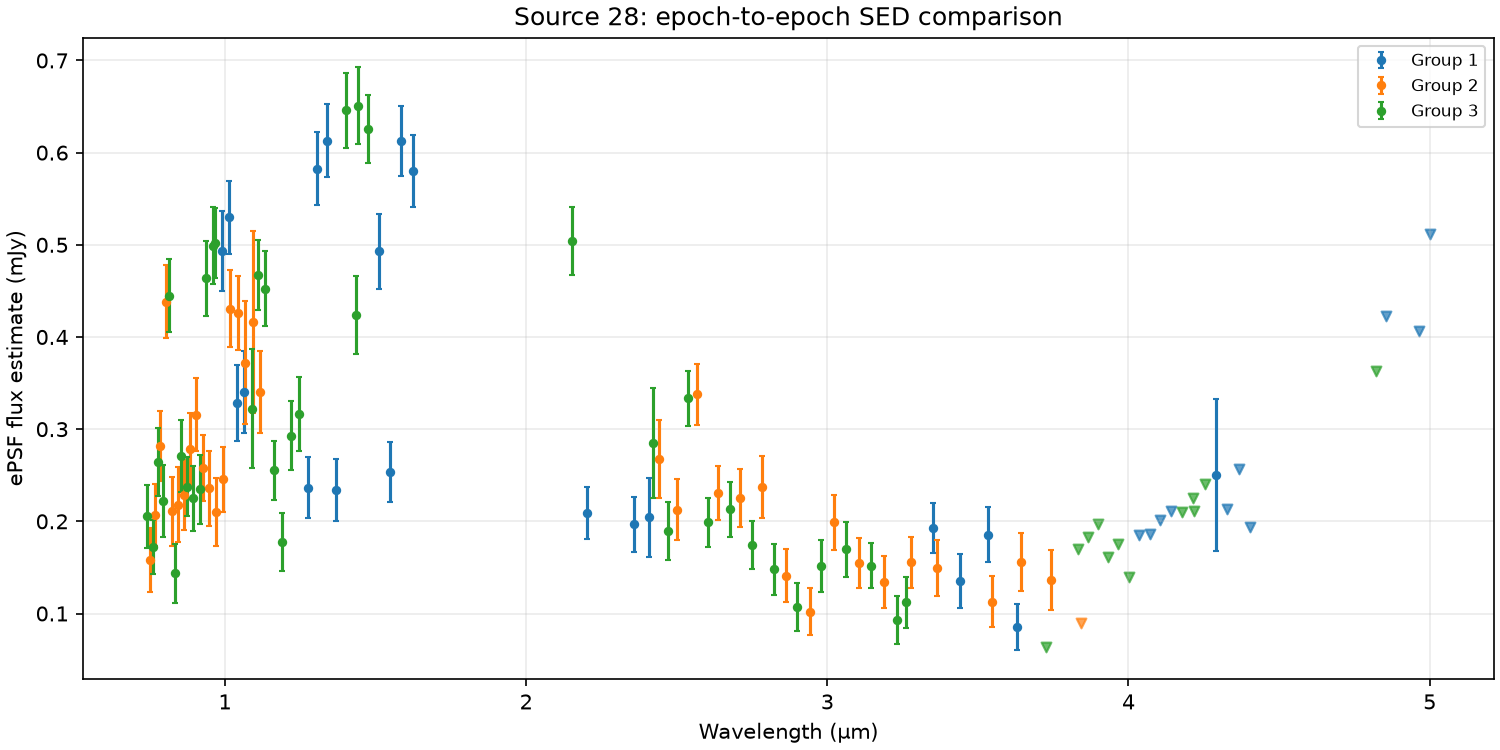 Source 28: epoch-to-epoch SED comparison
Group 1
Group 2
Group 3
ePSF flux estimate (mJy)
0.7
0.6
0.5
0.4
0.3
0.2
0.1
1 2 3 4 5
Wavelength (μm)